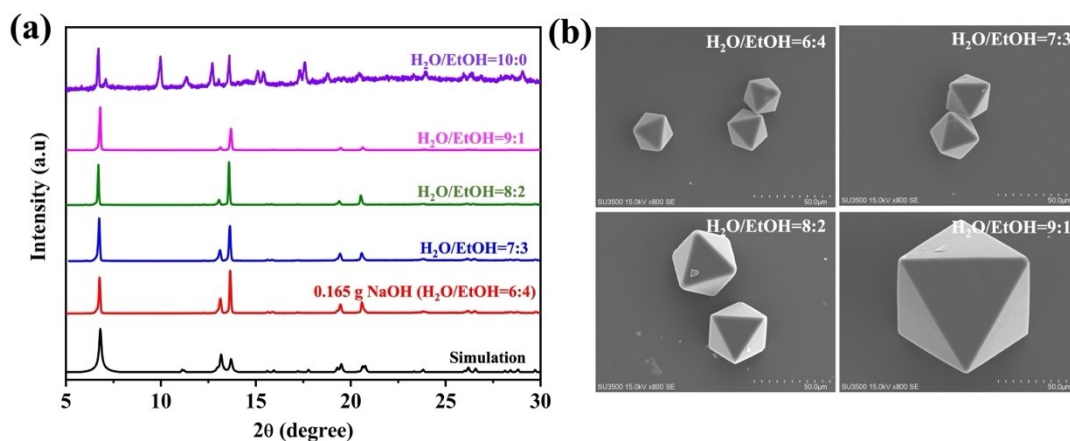 (a)
Intensity (a.u)
H₂O/EtOH=10:0
H₂O/EtOH=9:1
H₂O/EtOH=8:2
H₂O/EtOH=7:3
0.165 g NaOH (H₂O/EtOH=6:4)
Simulation
5 10 15 20 25 30
2θ (degree)
(b)
H₂O/EtOH=6:4
SU3500 15.0kV x800 SE 50.0μm
H₂O/EtOH=7:3
SU3500 15.0kV x800 SE 50.0μm
H₂O/EtOH=8:2
SU3500 15.0kV x800 SE 50.0μm
H₂O/EtOH=9:1
SU3500 15.0kV x800 SE 50.0μm